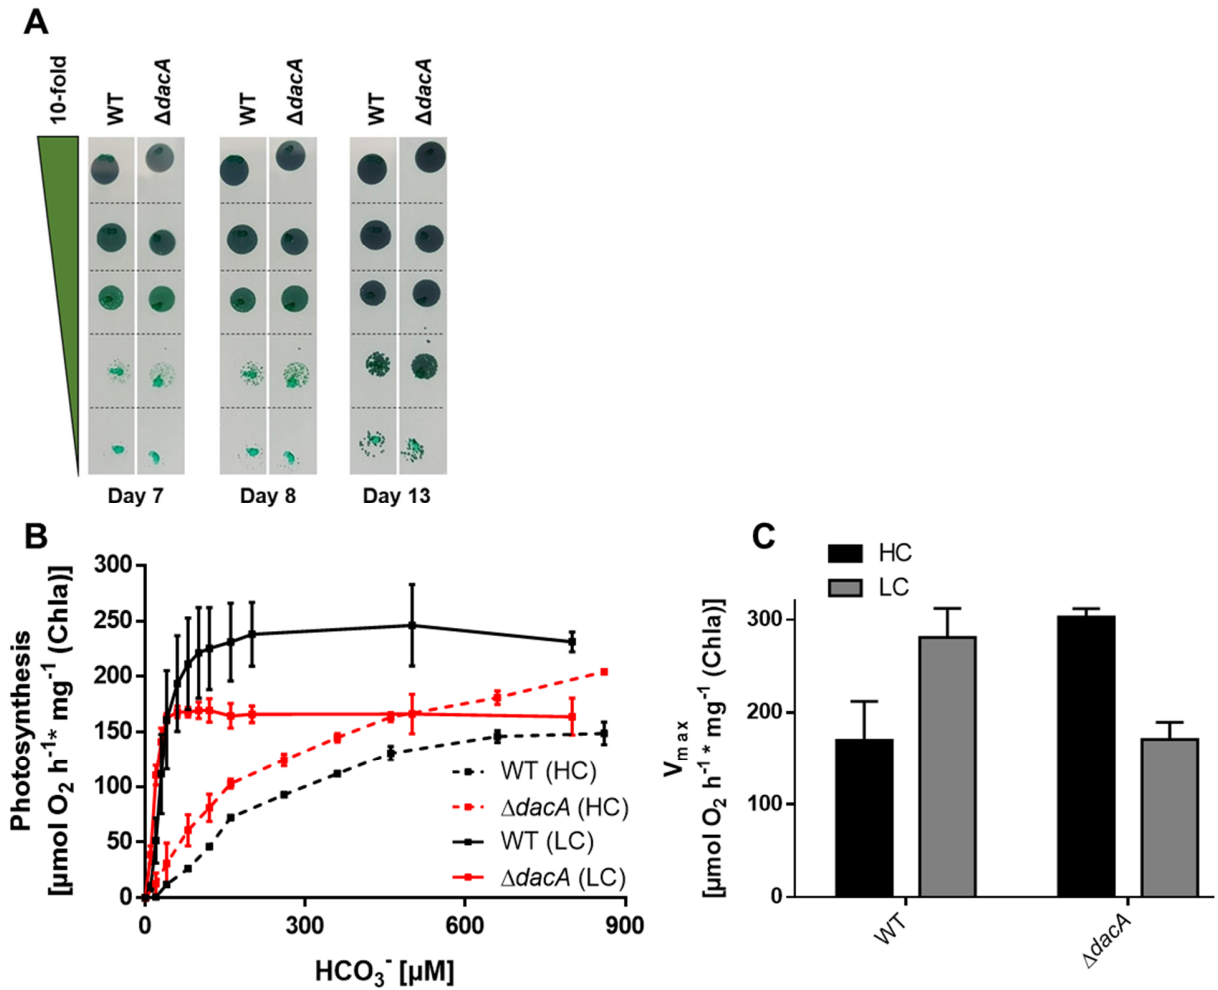 A
10-fold
WT
ΔdacA
WT
ΔdacA
WT
ΔdacA
Day 7
Day 8
Day 13
B
Photosynthesis
[µmol O₂ h⁻¹* mg⁻¹ (Chla)]
300
250
200
150
100
50
0
0
300
600
900
HCO₃⁻ [µM]
WT (HC)
ΔdacA (HC)
WT (LC)
ΔdacA (LC)
C
HC
LC
Vmax
[µmol O₂ h⁻¹* mg⁻¹ (Chla)]
300
200
100
0
WT
ΔdacA